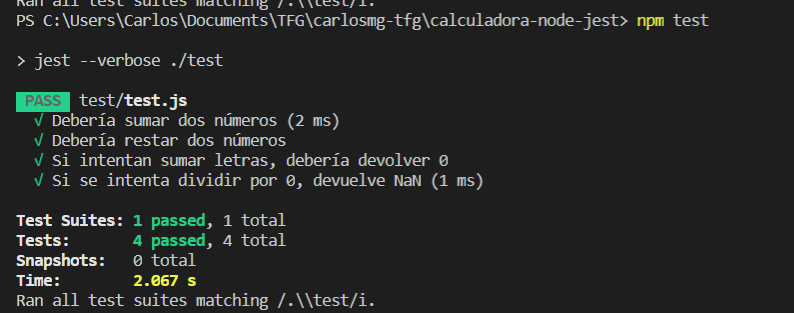 Ran all test suites matching /.\\test/i.
PS C:\Users\Carlos\Documents\TFG\carlosmg-tfg\calculadora-node-jest> npm test
> jest --verbose ./test
PASS test/test.js
√ Debería sumar dos números (2 ms)
√ Debería restar dos números
√ Si intentan sumar letras, debería devolver 0
√ Si se intenta dividir por 0, devuelve NaN (1 ms)
Test Suites: 1 passed, 1 total
Tests: 4 passed, 4 total
Snapshots: 0 total
Time: 2.067 s
Ran all test suites matching /.\\test/i.